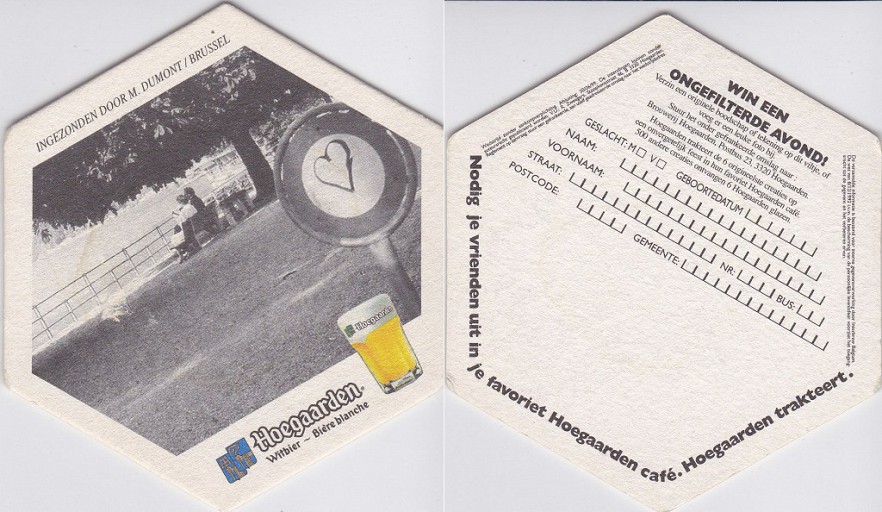 INGEZONDEN DOOR M. DUMONT / BRUSSEL
Hoegaarden
Hoegaarden
Witbier ~ Bière blanche
WIN EEN
ONGEFILTERDE AVOND!
Verzin een originele boodschap of tekening op dit viltje, of
voeg er een leuke foto bij.
Stuur het onder gefrankeerde omslag naar :
Brouwerij Hoegaarden, Postbus 23, 3320 Hoegaarden.
Hoegaarden trakteert de 6 origineelste creaties op
een onvergetelijk feest in hun favoriet Hoegaarden café.
500 andere creaties ontvangen 6 Hoegaarden glazen.
GESLACHT: M V GEBOORTEDATUM
NAAM:
VOORNAAM:
STRAAT: NR: BUS:
POSTCODE: GEMEENTE:
Nodig je vrienden uit in je favoriet Hoegaarden café. Hoegaarden trakteert.